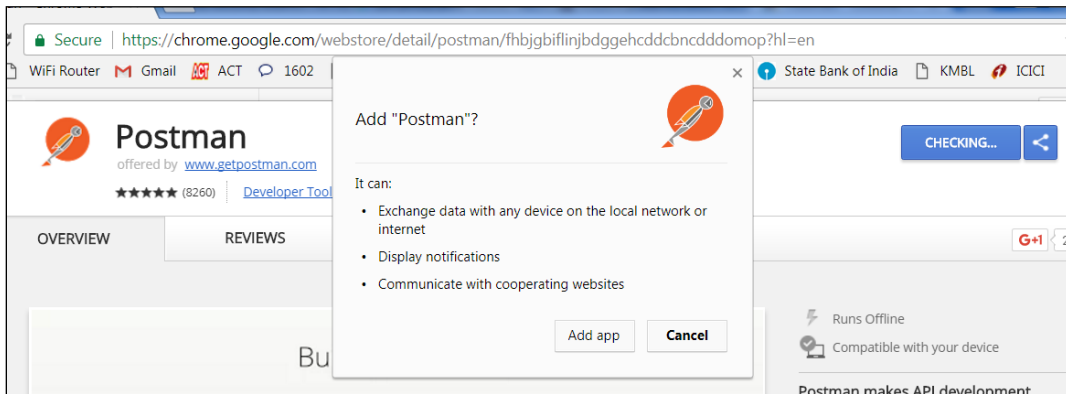 Secure | https://chrome.google.com/webstore/detail/postman/fhbjgbiflinjbdggehcddcbncdddomop?hl=en
WiFi Router Gmail ACT ACT 1602 State Bank of India KMBL ICICI
Add "Postman"?
Postman
offered by www.getpostman.com
(8260) Developer Tool
CHECKING...
It can:
• Exchange data with any device on the local network or
internet
• Display notifications
• Communicate with cooperating websites
OVERVIEW REVIEWS
G+1 2
Add app Cancel
Bu
Runs Offline
Compatible with your device
Postman makes API development